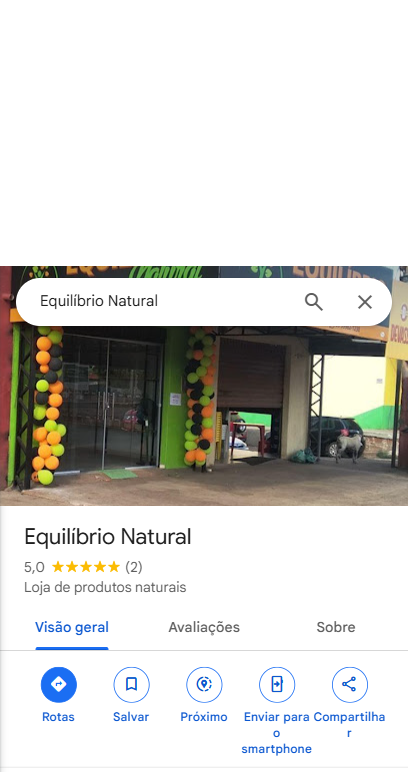 Equilíbrio Natural
Equilíbrio Natural
5,0 (2)
Loja de produtos naturais
Visão geral Avaliações Sobre
Rotas Salvar Próximo Enviar para o smartphone Compartilhar